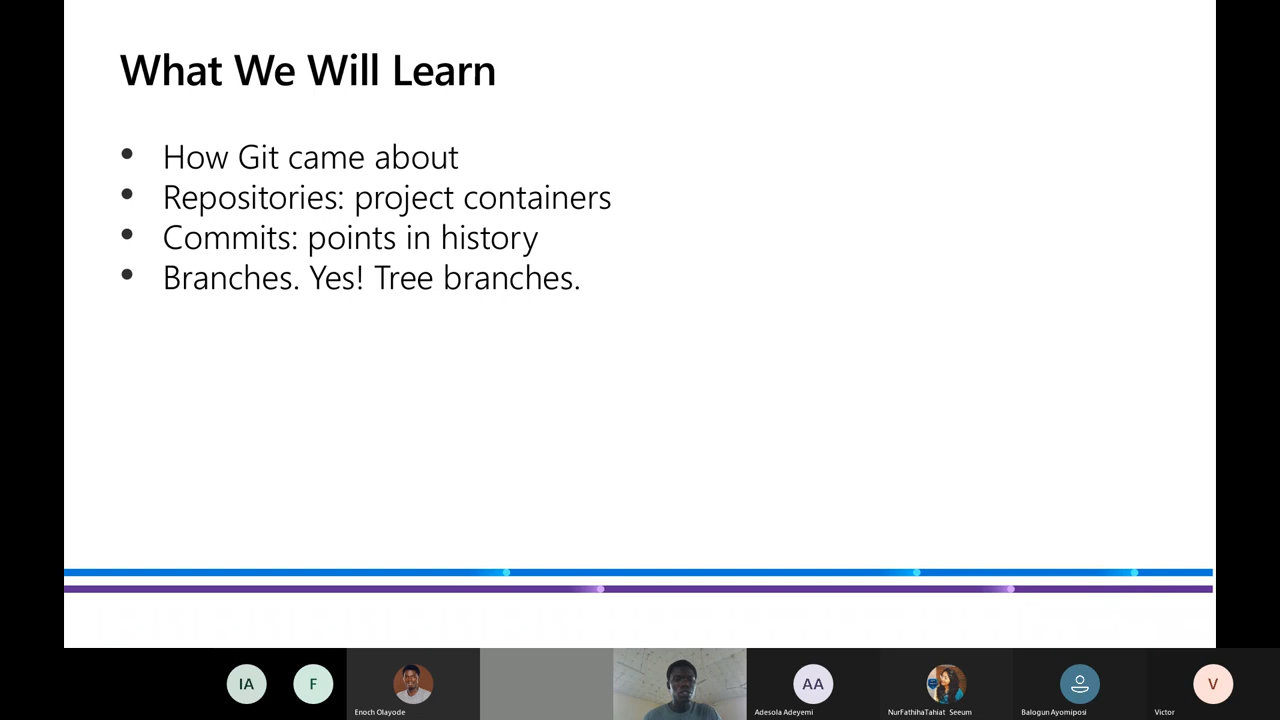 What We Will Learn
• How Git came about
• Repositories: project containers
• Commits: points in history
• Branches. Yes! Tree branches.
IA
F
Enoch Olayode
AA
Adesola Adeyemi
NurFathihaTahiat Seeum
Balogun Ayomiposi
V
Victor